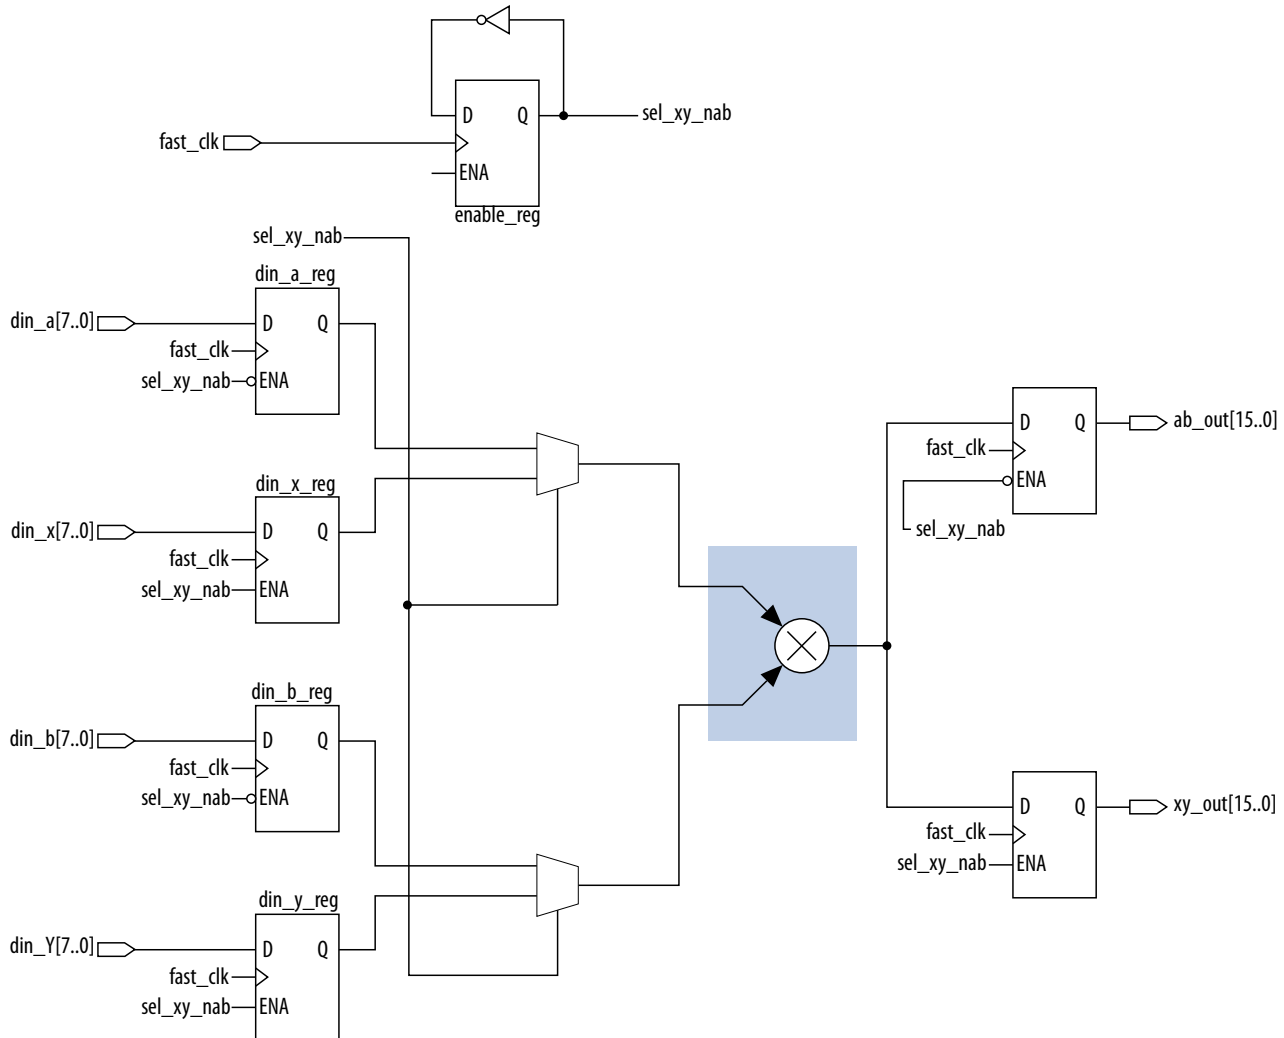 D Q sel_xy_nab
fast_clk
ENA
enable_reg
sel_xy_nab
din_a_reg
din_a[7..0] D Q
fast_clk
sel_xy_nab ENA
din_x_reg
din_x[7..0] D Q
fast_clk
sel_xy_nab ENA
din_b_reg
din_b[7..0] D Q
fast_clk
sel_xy_nab ENA
din_y_reg
din_Y[7..0] D Q
fast_clk
sel_xy_nab ENA
D Q ab_out[15..0]
fast_clk
ENA
sel_xy_nab
D Q xy_out[15..0]
fast_clk
sel_xy_nab ENA